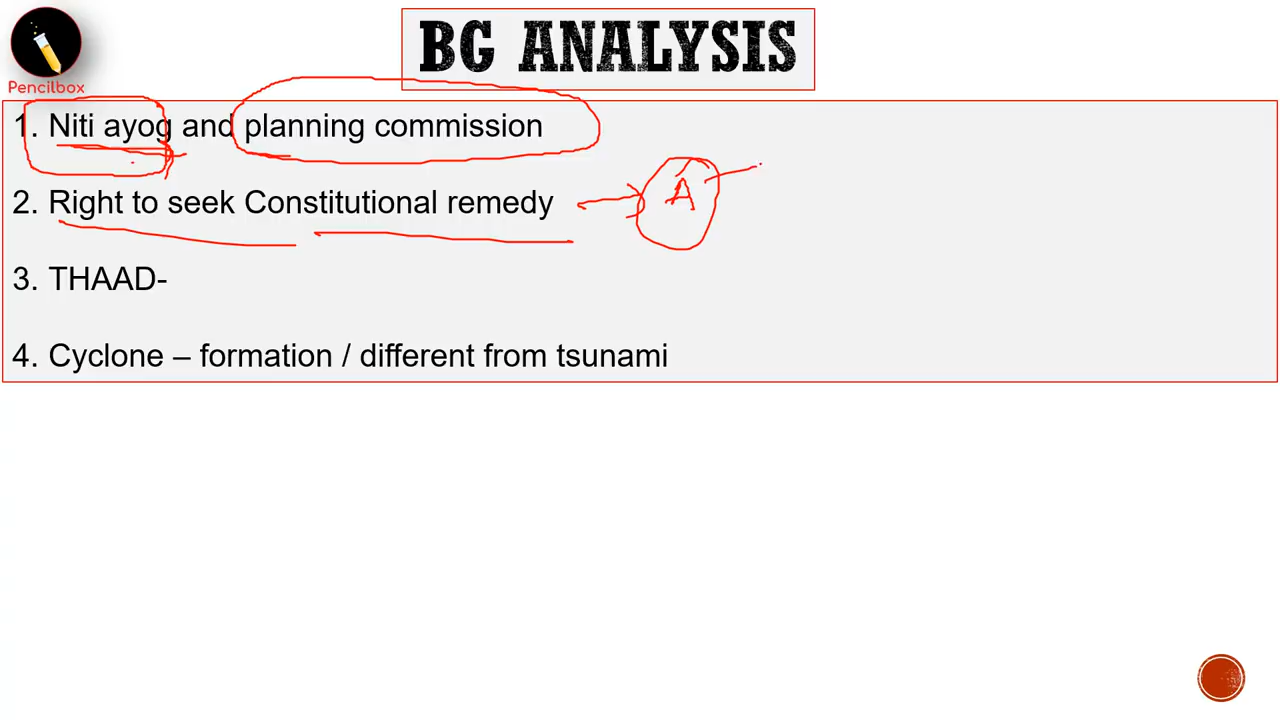 BG ANALYSIS
Pencilbox
1. Niti ayog and planning commission
2. Right to seek Constitutional remedy
A
3. THAAD-
4. Cyclone – formation / different from tsunami